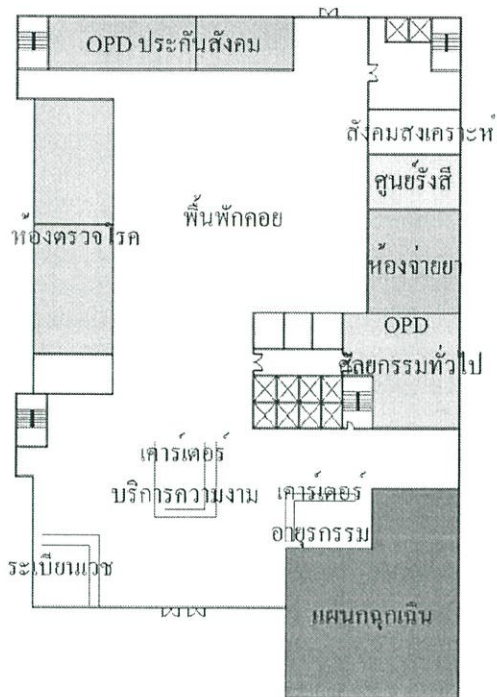 OPD ประกันสังคม
สังคมสงเคราะห์
ศูนย์รังสี
พื้นพักคอย
ห้องตรวจโรค
ห้องจ่ายยา
OPD
ศัลยกรรมทั่วไป
เคาร์เตอร์
บริการความงาม
เคาร์เตอร์
อายุรกรรม
ระเบียนเวช
แผนกฉุกเฉิน